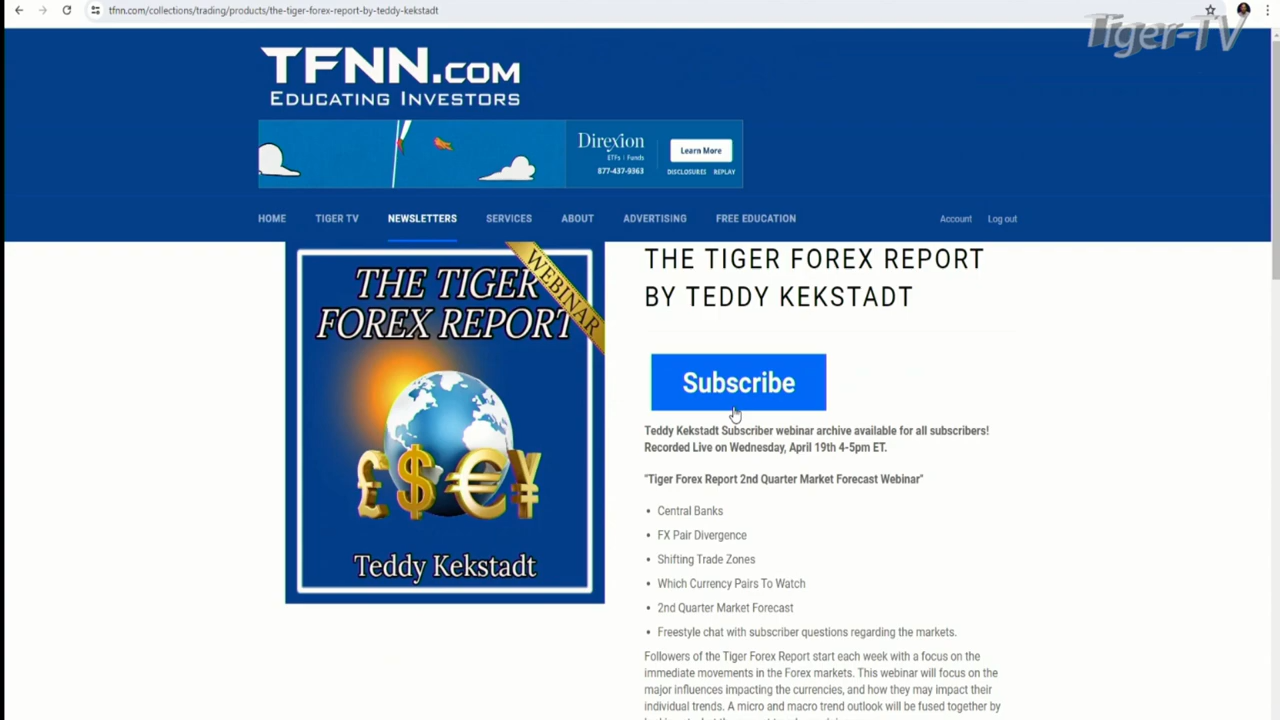 tfnn.com/collections/trading/products/the-tiger-forex-report-by-teddy-kekstadt
Tiger-TV
TFNN.COM
EDUCATING INVESTORS
Direxion
ETFs | Funds
877-437-9363
Learn More
DISCLOSURES REPLAY
HOME TIGER TV NEWSLETTERS SERVICES ABOUT ADVERTISING FREE EDUCATION Account Log out
WEBINAR
THE TIGER
FOREX REPORT
Teddy Kekstadt
THE TIGER FOREX REPORT
BY TEDDY KEKSTADT
Subscribe
Teddy Kekstadt Subscriber webinar archive available for all subscribers!
Recorded Live on Wednesday, April 19th 4-5pm ET.
"Tiger Forex Report 2nd Quarter Market Forecast Webinar"
• Central Banks
• FX Pair Divergence
• Shifting Trade Zones
• Which Currency Pairs To Watch
• 2nd Quarter Market Forecast
• Freestyle chat with subscriber questions regarding the markets.
Followers of the Tiger Forex Report start each week with a focus on the
immediate movements in the Forex markets. This webinar will focus on the
major influences impacting the currencies, and how they may impact their
individual trends. A micro and macro trend outlook will be fused together by